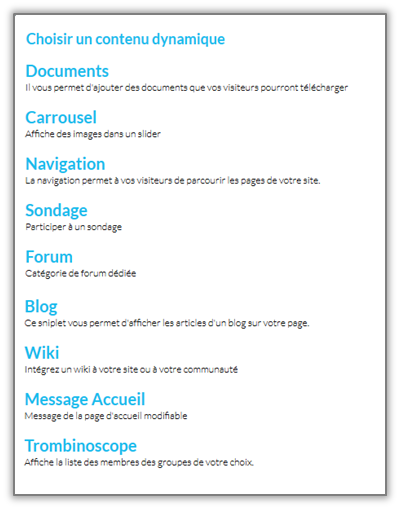 Choisir un contenu dynamique
Documents
Il vous permet d'ajouter des documents que vos visiteurs pourront télécharger
Carrousel
Affiche des images dans un slider
Navigation
La navigation permet à vos visiteurs de parcourir les pages de votre site.
Sondage
Participer à un sondage
Forum
Catégorie de forum dédiée
Blog
Ce sniplet vous permet d'afficher les articles d'un blog sur votre page.
Wiki
Intégrez un wiki à votre site ou à votre communauté
Message Accueil
Message de la page d'accueil modifiable
Trombinoscope
Affiche la liste des membres des groupes de votre choix.